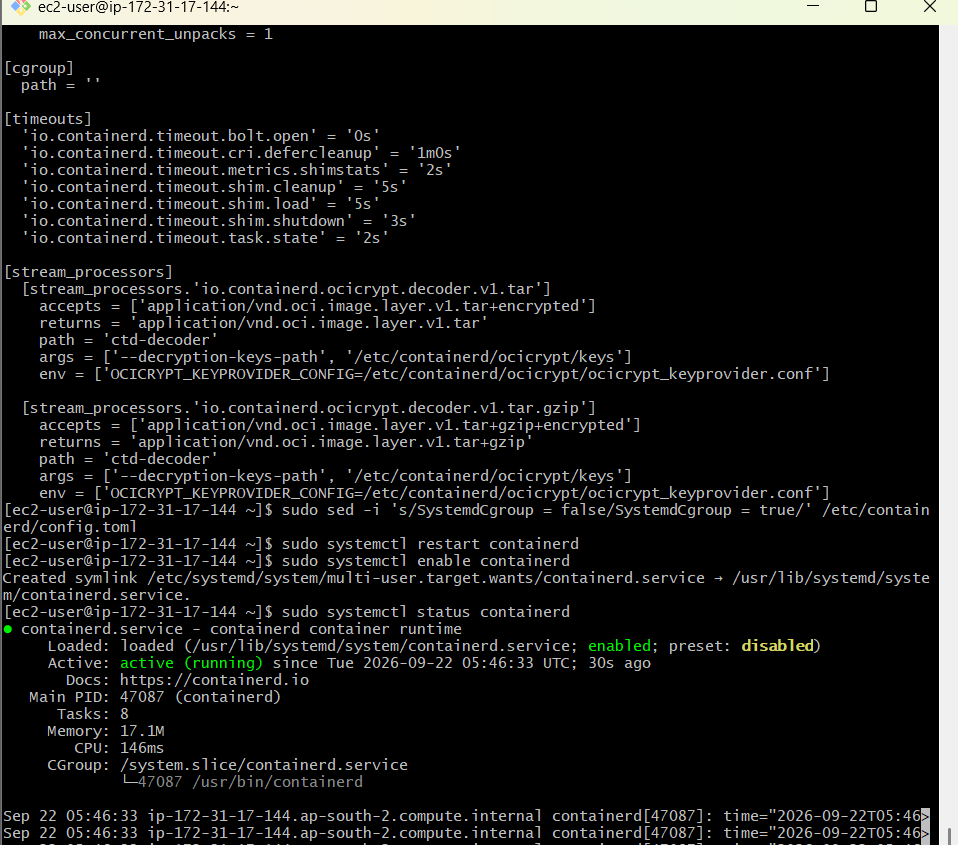 ec2-user@ip-172-31-17-144:~
    max_concurrent_unpacks = 1

[cgroup]
  path = ''

[timeouts]
  'io.containerd.timeout.bolt.open' = '0s'
  'io.containerd.timeout.cri.defercleanup' = '1m0s'
  'io.containerd.timeout.metrics.shimstats' = '2s'
  'io.containerd.timeout.shim.cleanup' = '5s'
  'io.containerd.timeout.shim.load' = '5s'
  'io.containerd.timeout.shim.shutdown' = '3s'
  'io.containerd.timeout.task.state' = '2s'

[stream_processors]
  [stream_processors.'io.containerd.ocicrypt.decoder.v1.tar']
    accepts = ['application/vnd.oci.image.layer.v1.tar+encrypted']
    returns = 'application/vnd.oci.image.layer.v1.tar'
    path = 'ctd-decoder'
    args = ['--decryption-keys-path', '/etc/containerd/ocicrypt/keys']
    env = ['OCICRYPT_KEYPROVIDER_CONFIG=/etc/containerd/ocicrypt/ocicrypt_keyprovider.conf']

  [stream_processors.'io.containerd.ocicrypt.decoder.v1.tar.gzip']
    accepts = ['application/vnd.oci.image.layer.v1.tar+gzip+encrypted']
    returns = 'application/vnd.oci.image.layer.v1.tar+gzip'
    path = 'ctd-decoder'
    args = ['--decryption-keys-path', '/etc/containerd/ocicrypt/keys']
    env = ['OCICRYPT_KEYPROVIDER_CONFIG=/etc/containerd/ocicrypt/ocicrypt_keyprovider.conf']
[ec2-user@ip-172-31-17-144 ~]$ sudo sed -i 's/SystemdCgroup = false/SystemdCgroup = true/' /etc/contain
erd/config.toml
[ec2-user@ip-172-31-17-144 ~]$ sudo systemctl restart containerd
[ec2-user@ip-172-31-17-144 ~]$ sudo systemctl enable containerd
Created symlink /etc/systemd/system/multi-user.target.wants/containerd.service → /usr/lib/systemd/syste
m/containerd.service.
[ec2-user@ip-172-31-17-144 ~]$ sudo systemctl status containerd
● containerd.service - containerd container runtime
     Loaded: loaded (/usr/lib/systemd/system/containerd.service; enabled; preset: disabled)
     Active: active (running) since Tue 2026-09-22 05:46:33 UTC; 30s ago
       Docs: https://containerd.io
   Main PID: 47087 (containerd)
      Tasks: 8
     Memory: 17.1M
        CPU: 146ms
     CGroup: /system.slice/containerd.service
             └─47087 /usr/bin/containerd

Sep 22 05:46:33 ip-172-31-17-144.ap-south-2.compute.internal containerd[47087]: time="2026-09-22T05:46>
Sep 22 05:46:33 ip-172-31-17-144.ap-south-2.compute.internal containerd[47087]: time="2026-09-22T05:46>